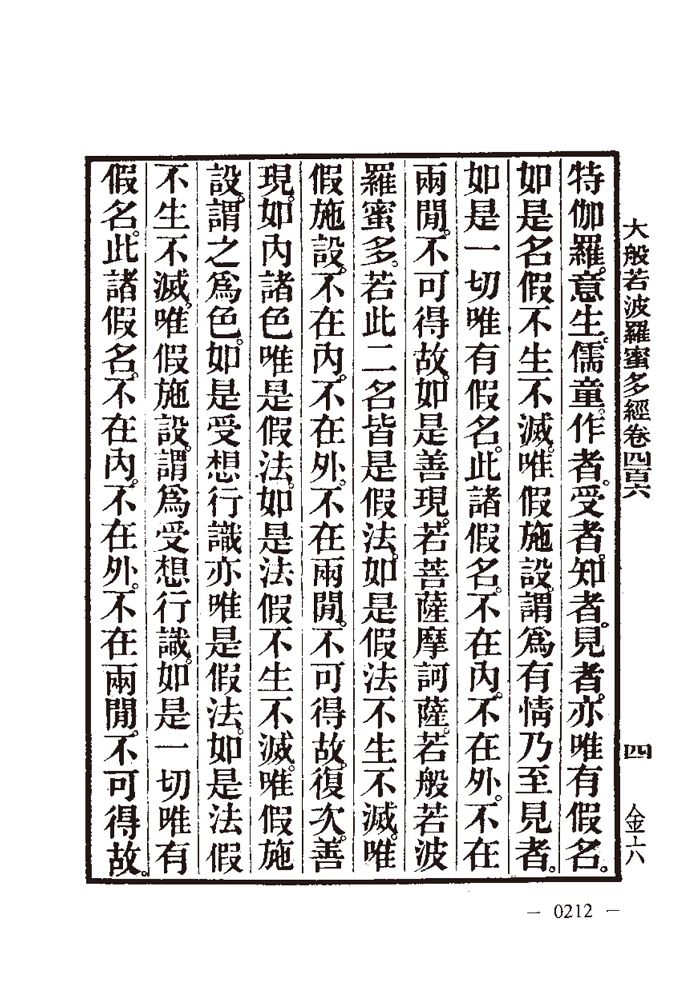 大般若波羅蜜多經卷四百六
四
金六
特伽羅。意生。儒童。作者。受者。知者。見者。亦唯有假名。
如是名假。不生不滅。唯假施設。謂爲有情乃至見者。
如是一切唯有假名。此諸假名。不在內。不在外。不在
兩閒。不可得故。如是善現。若菩薩摩訶薩。若般若波
羅蜜多。若此二名皆是假法。如是假法不生不滅。唯
假施設。不在內。不在外。不在兩閒。不可得故。復次。善
現。如內諸色唯是假法。如是法假不生不滅。唯假施
設。謂之爲色。如是受想行識亦唯是假法。如是法假
不生不滅。唯假施設。謂爲受想行識。如是一切唯有
假名。此諸假名。不在內。不在外。不在兩閒。不可得故。
— 0212 —